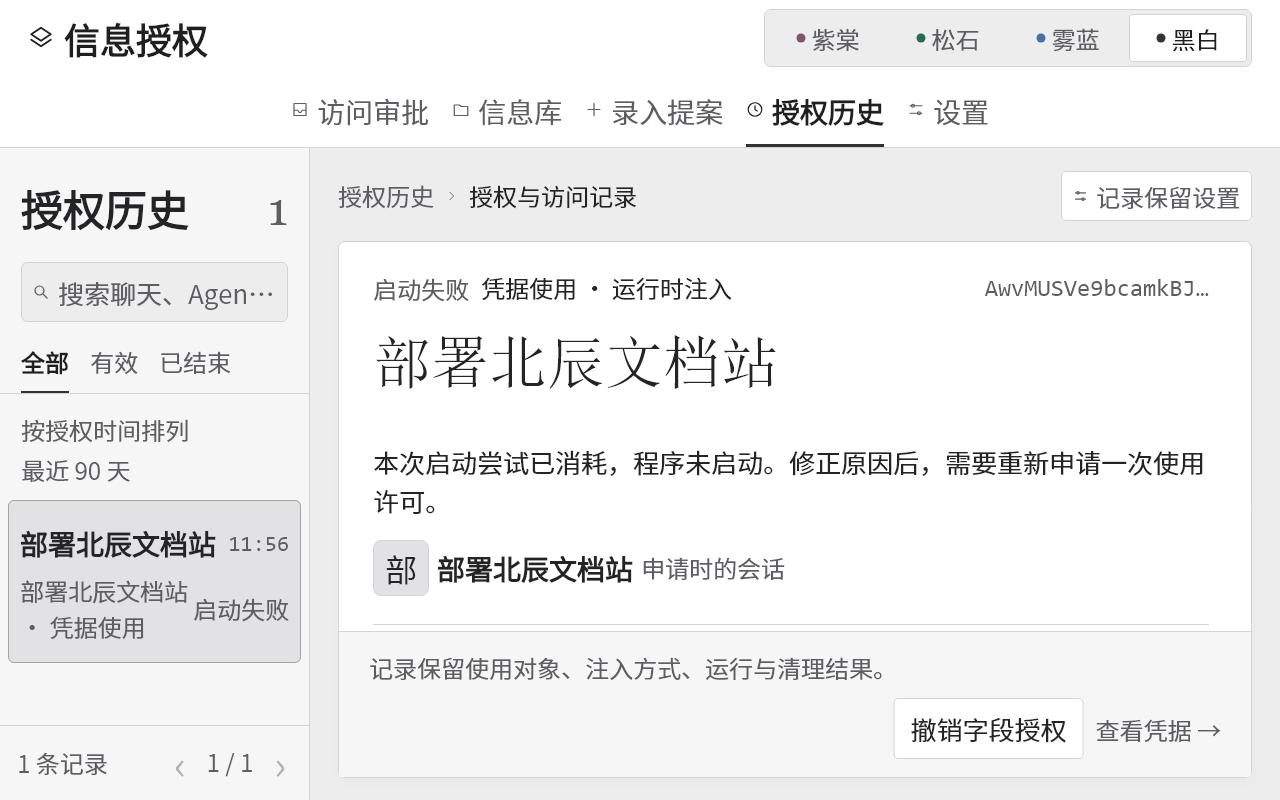 信息授权
紫棠 松石 雾蓝 黑白
访问审批 信息库 录入提案 授权历史 设置
授权历史 1
搜索聊天、Agen…
全部 有效 已结束
按授权时间排列
最近 90 天
部署北辰文档站 11:56
部署北辰文档站
· 凭据使用
启动失败
1 条记录 ‹ 1 / 1 ›
授权历史 › 授权与访问记录
记录保留设置
启动失败 凭据使用 · 运行时注入 AwvMUSVe9bcamkBJ…
部署北辰文档站
本次启动尝试已消耗，程序未启动。修正原因后，需要重新申请一次使用
许可。
部 部署北辰文档站 申请时的会话
记录保留使用对象、注入方式、运行与清理结果。
撤销字段授权 查看凭据 →